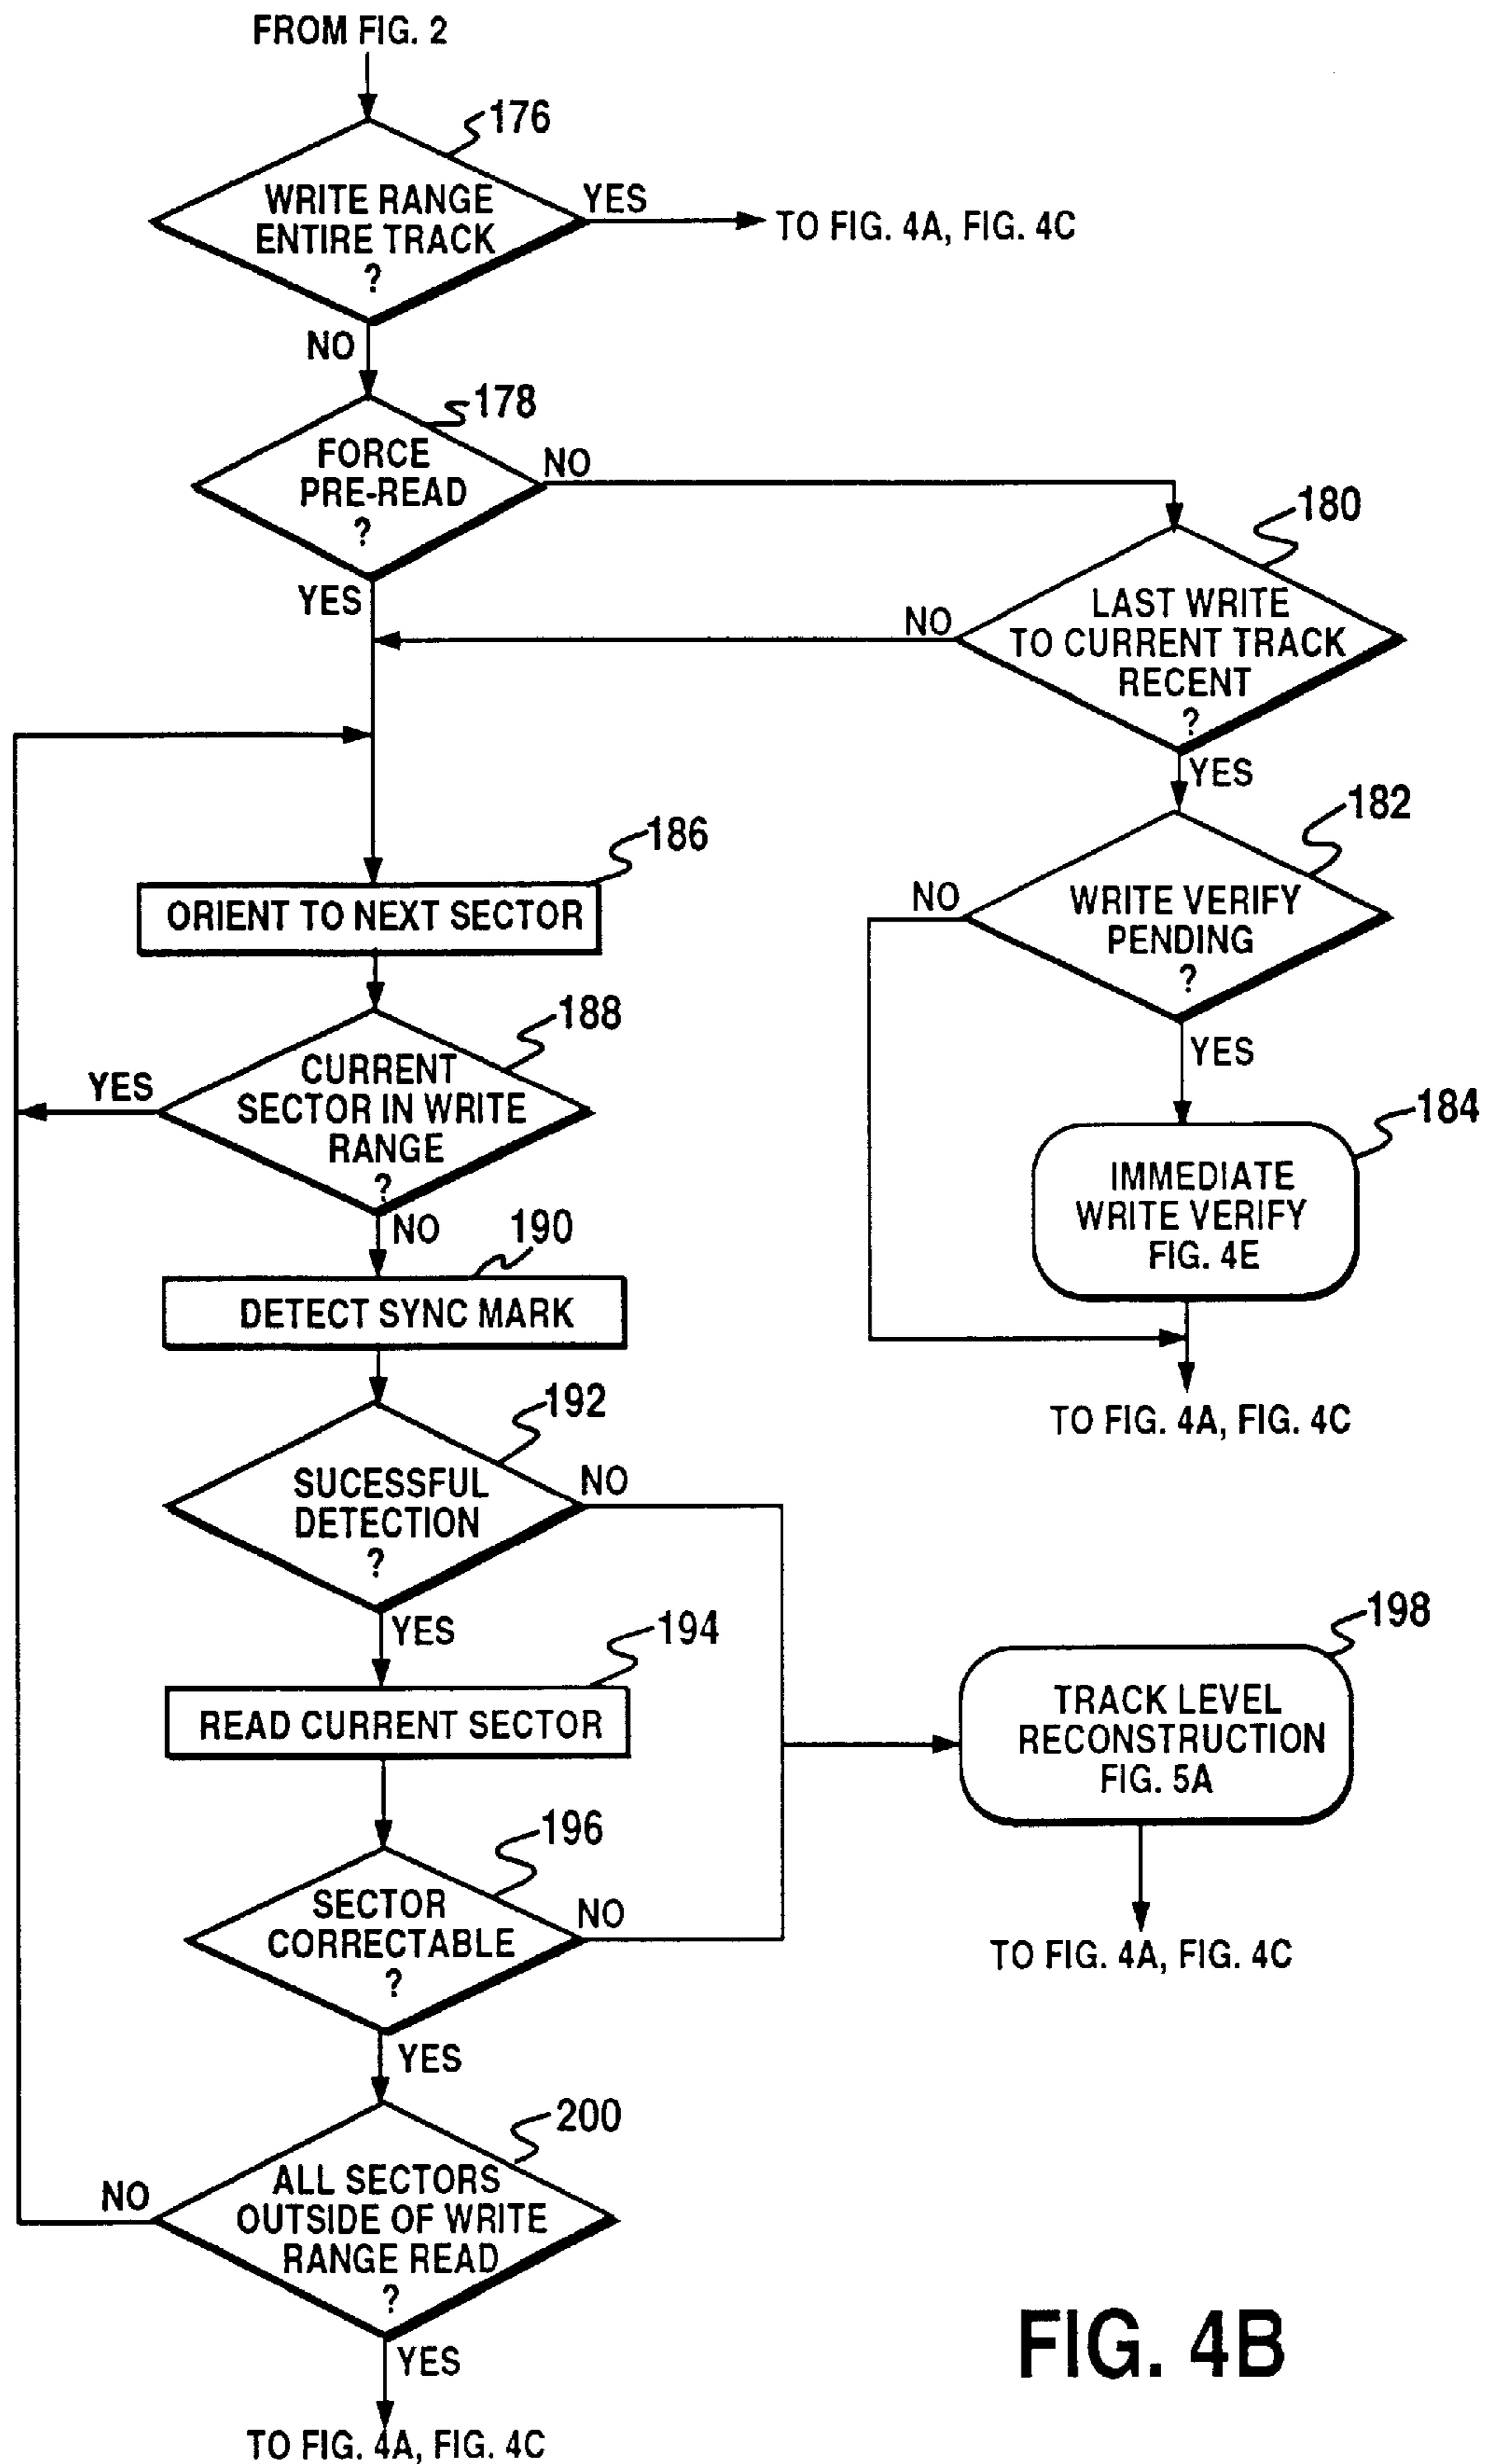 FROM FIG. 2
176
WRITE RANGE
ENTIRE TRACK
?
YES
TO FIG. 4A, FIG. 4C
NO
178
FORCE
PRE-READ
?
NO
YES
180
LAST WRITE
TO CURRENT TRACK
RECENT
?
NO
YES
182
WRITE VERIFY
PENDING
?
NO
YES
184
IMMEDIATE
WRITE VERIFY
FIG. 4E
TO FIG. 4A, FIG. 4C
186
ORIENT TO NEXT SECTOR
188
CURRENT
SECTOR IN WRITE
RANGE
?
YES
NO
190
DETECT SYNC MARK
192
SUCESSFUL
DETECTION
?
NO
YES
194
READ CURRENT SECTOR
196
SECTOR
CORRECTABLE
?
NO
YES
198
TRACK LEVEL
RECONSTRUCTION
FIG. 5A
TO FIG. 4A, FIG. 4C
200
ALL SECTORS
OUTSIDE OF WRITE
RANGE READ
?
NO
YES
TO FIG. 4A, FIG. 4C
FIG. 4B